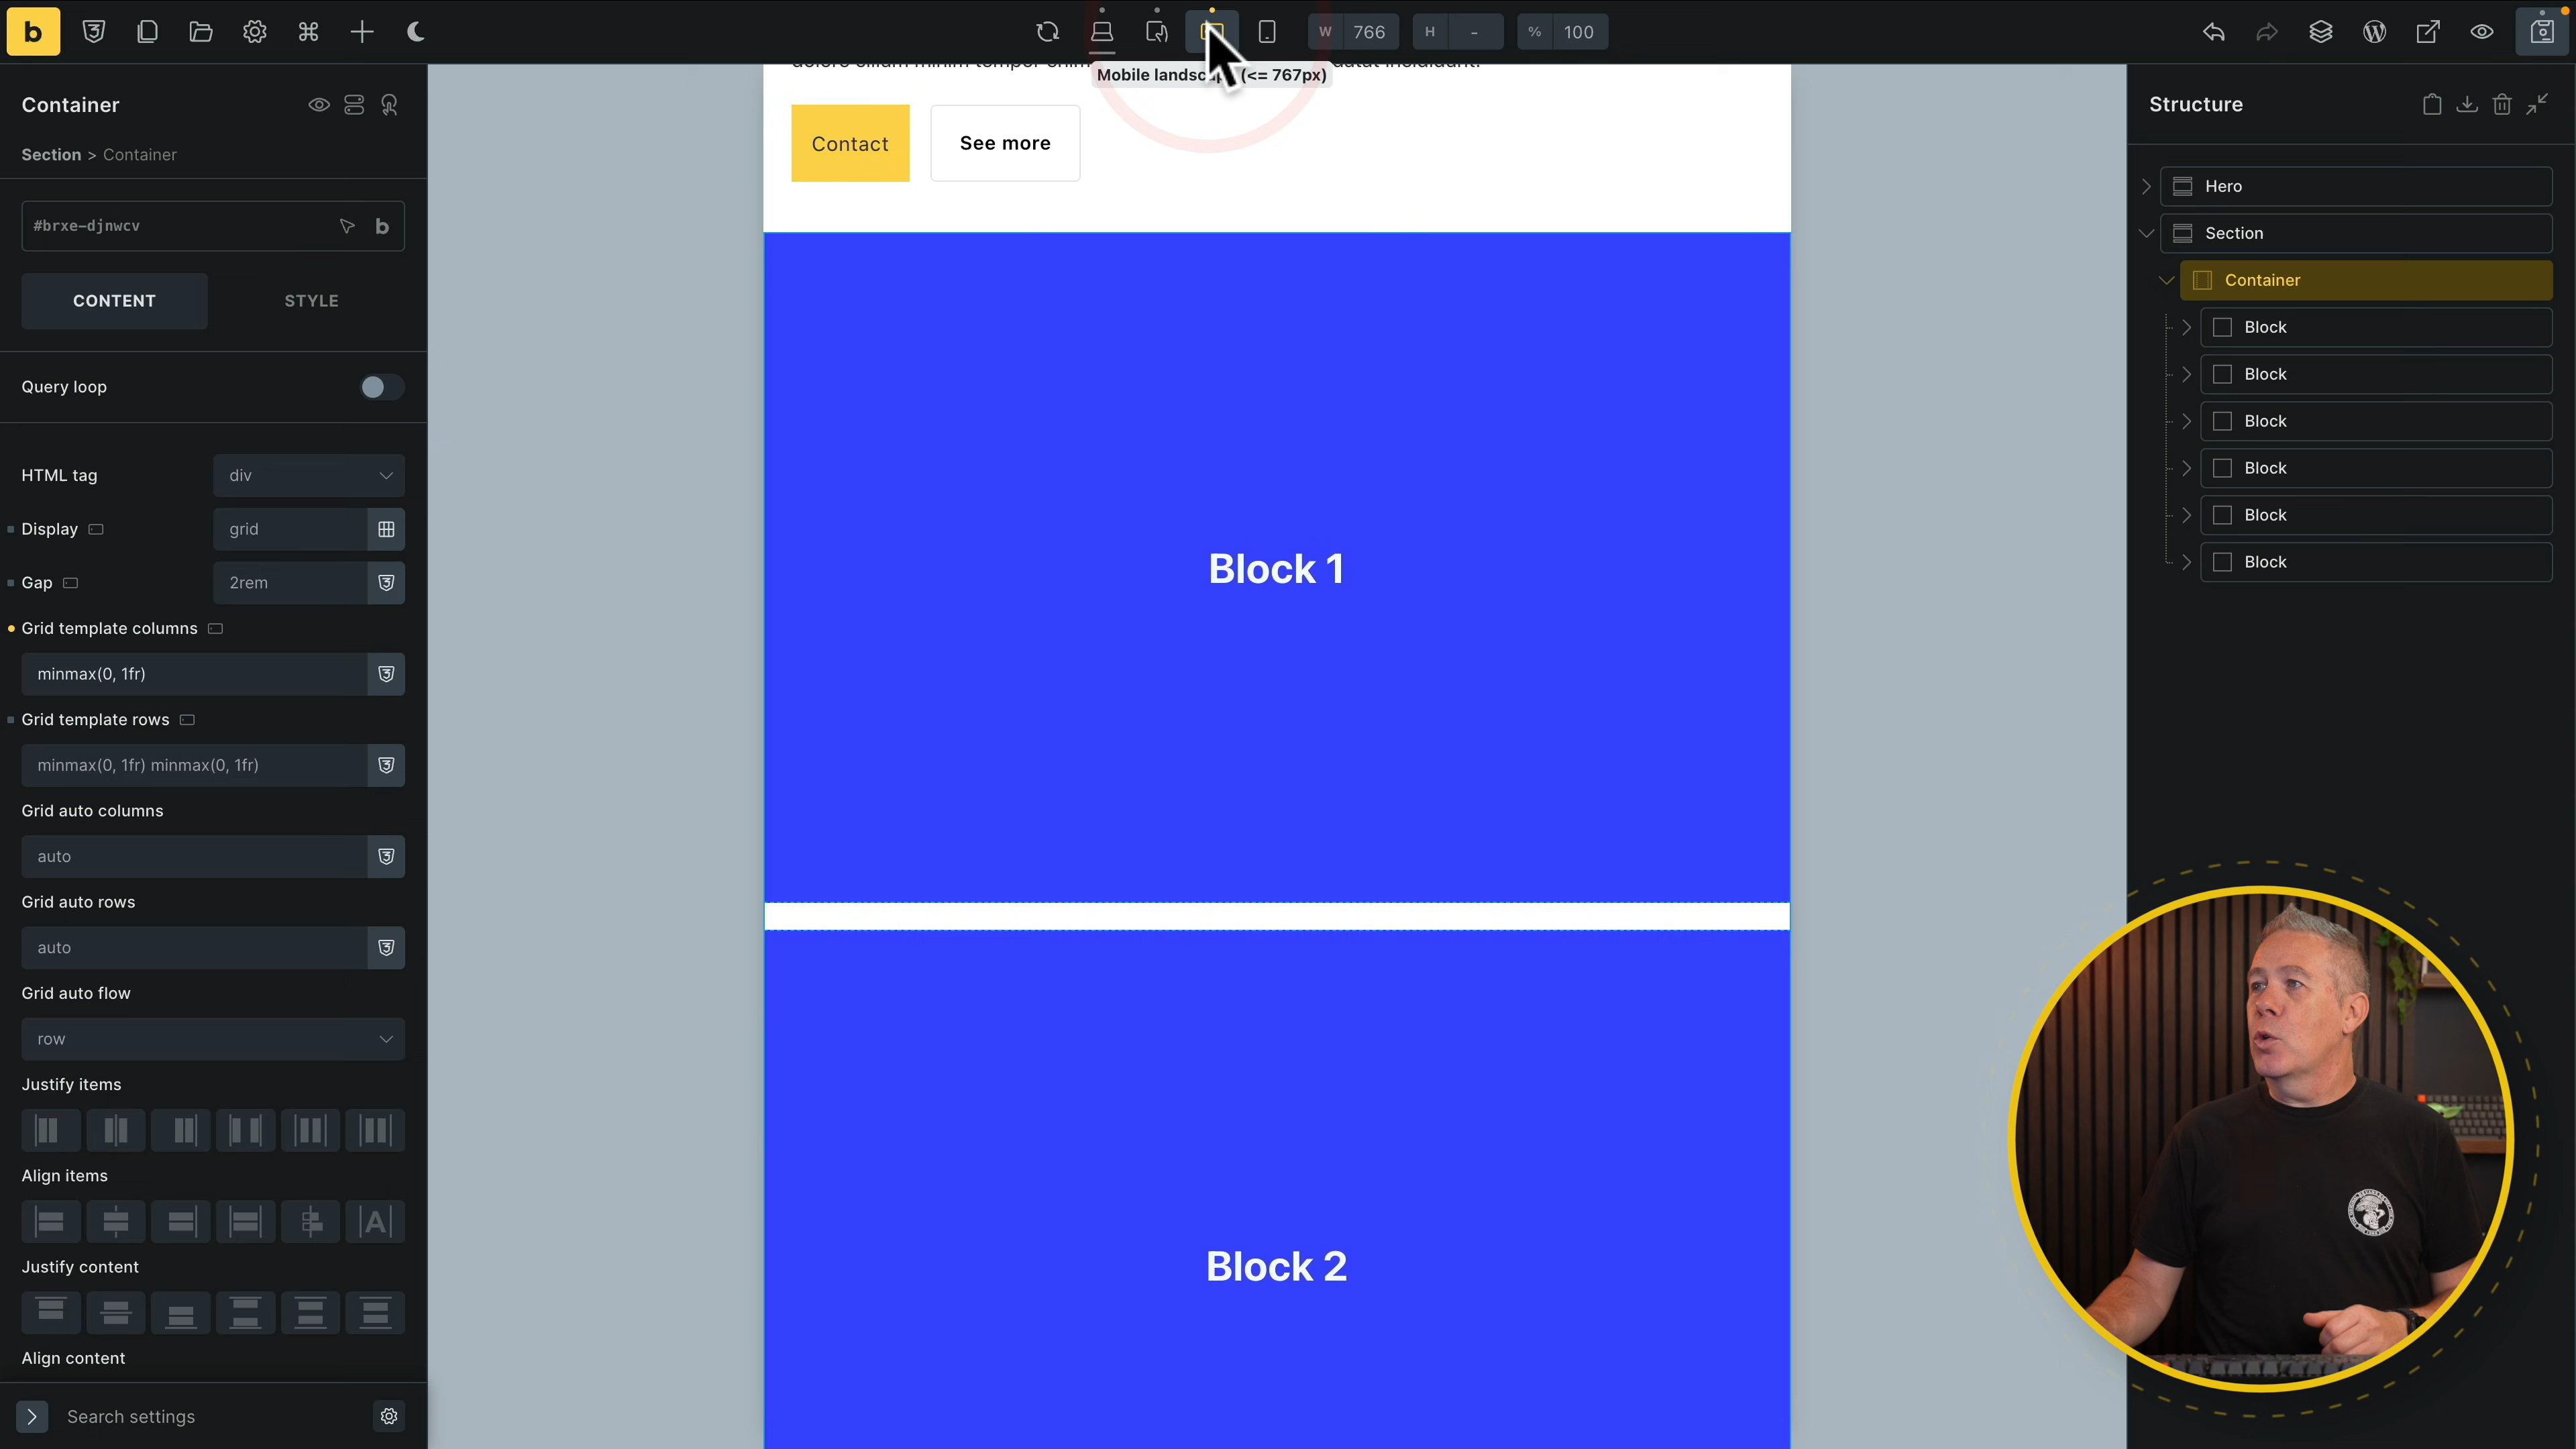 b
W 766
H -
% 100
Mobile landscap (<= 767px)
Container
Section > Container
#brxe-djnwcv
b
CONTENT
STYLE
Query loop
HTML tag
div
Display
grid
Gap
2rem
Grid template columns
minmax(0, 1fr)
Grid template rows
minmax(0, 1fr) minmax(0, 1fr)
Grid auto columns
auto
Grid auto rows
auto
Grid auto flow
row
Justify items
Align items
A
Justify content
Align content
Search settings
Contact
See more
Block 1
Block 2
Structure
Hero
Section
Container
Block
Block
Block
Block
Block
Block